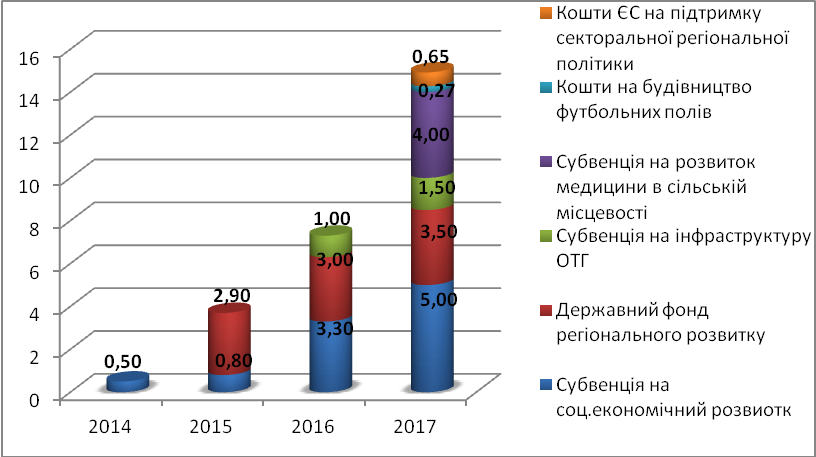 16
14
12
10
8
6
4
2
0
2014
2015
2016
2017
0,50
2,90
0,80
1,00
3,00
3,30
0,65
0,27
4,00
1,50
3,50
5,00
Кошти ЄС на підтримку
секторальної регіональної
політики
Кошти на будівництво
футбольних полів
Субвенція на розвиток
медицини в сільській
місцевості
Субвенція на інфраструктуру
ОТГ
Державний фонд
регіонального розвитку
Субвенція на
соц.економічний розвиотк